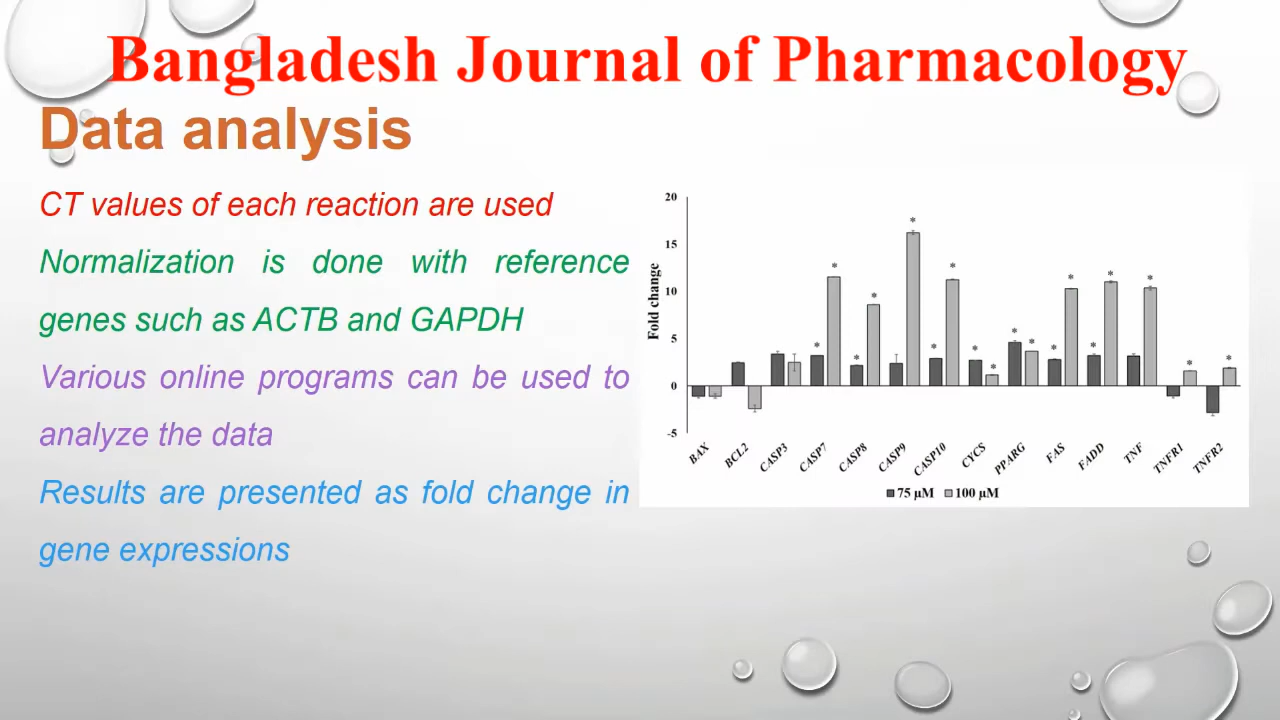 Bangladesh Journal of Pharmacology
Data analysis
CT values of each reaction are used
Normalization is done with reference
genes such as ACTB and GAPDH
Various online programs can be used to
analyze the data
Results are presented as fold change in
gene expressions
Fold change
20
15
10
5
0
-5
BAX BCL2 CASP3 CASP7 CASP8 CASP9 CASP10 CYCS PPARG FAS FADD TNF TNFR1 TNFR2
75 µM 100 µM